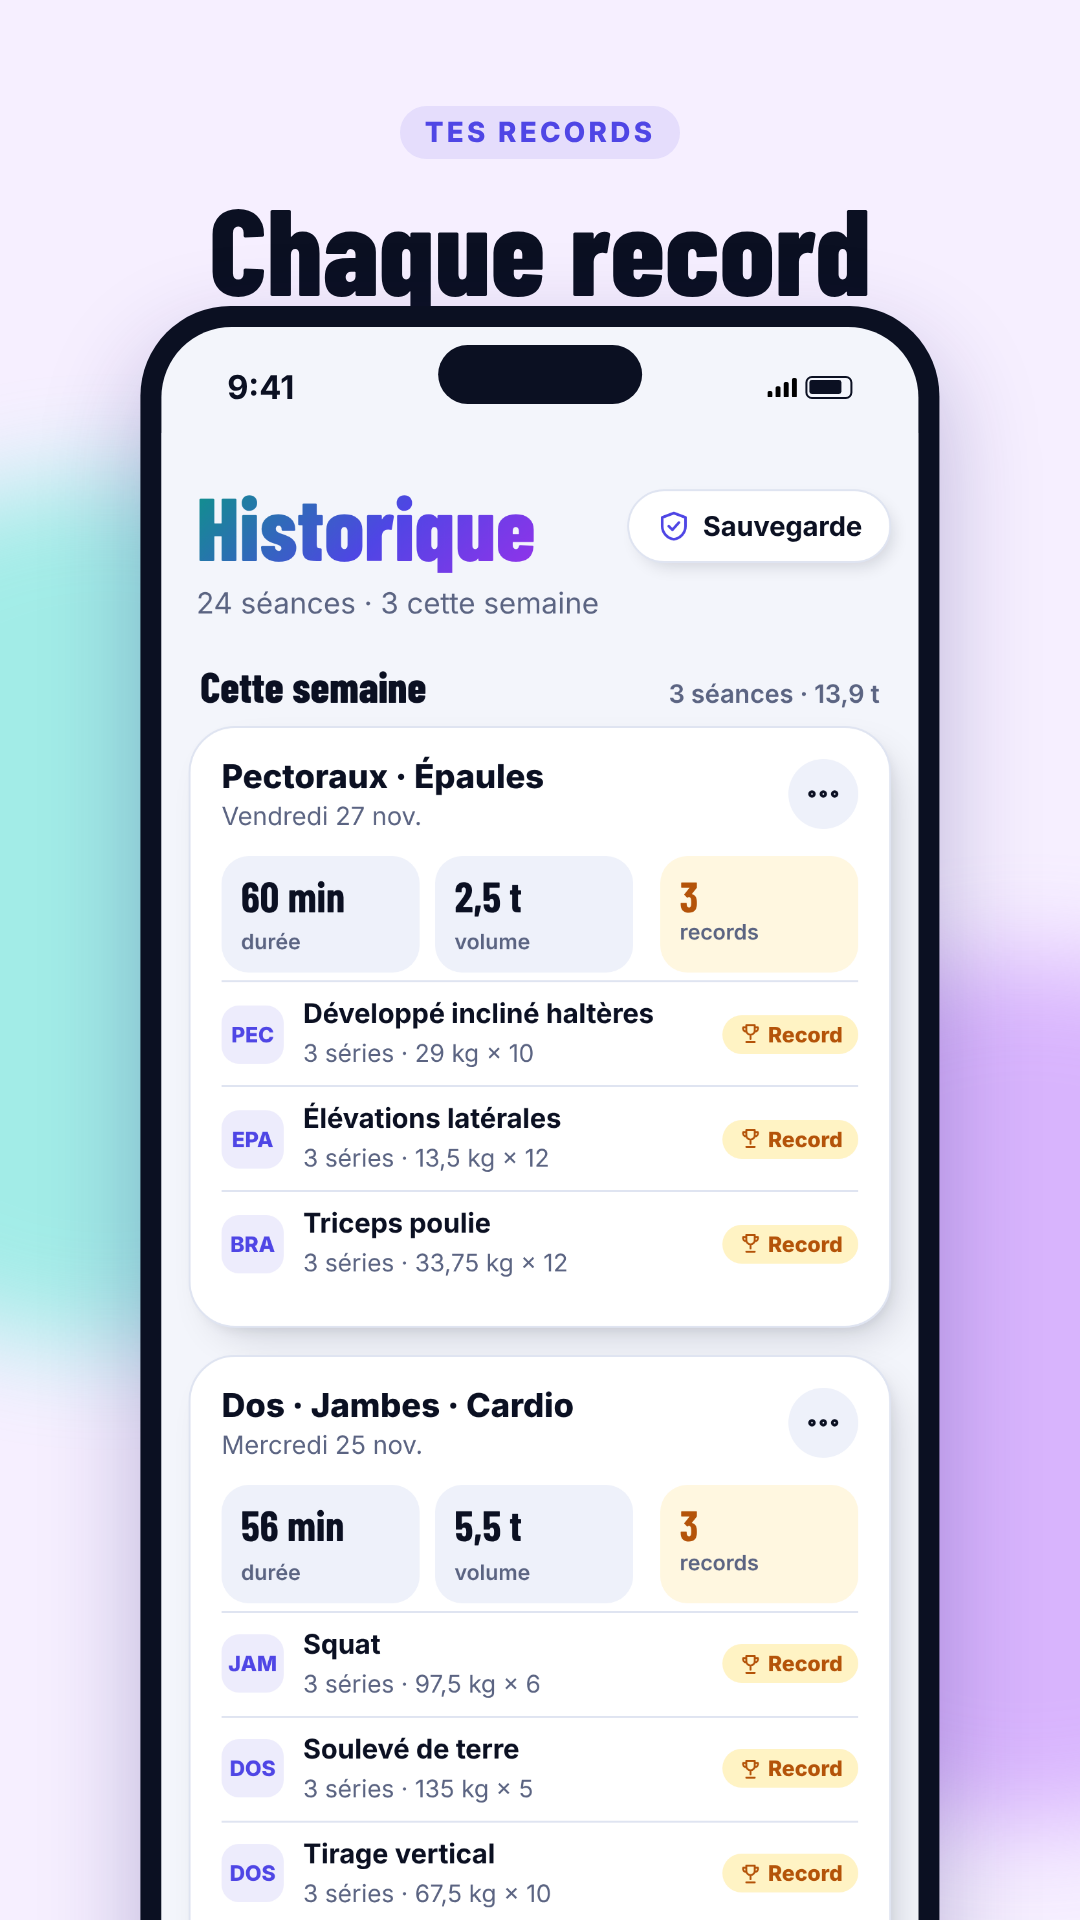 TES RECORDS
Chaque record
9:41
Historique
Sauvegarde
24 séances · 3 cette semaine
Cette semaine
3 séances · 13,9 t
Pectoraux · Épaules
Vendredi 27 nov.
60 min
2,5 t
3
durée
volume
records
PEC
Développé incliné haltères
Record
3 séries · 29 kg × 10
EPA
Élévations latérales
Record
3 séries · 13,5 kg × 12
BRA
Triceps poulie
Record
3 séries · 33,75 kg × 12
Dos · Jambes · Cardio
Mercredi 25 nov.
56 min
5,5 t
3
durée
volume
records
JAM
Squat
Record
3 séries · 97,5 kg × 6
DOS
Soulevé de terre
Record
3 séries · 135 kg × 5
DOS
Tirage vertical
Record
3 séries · 67,5 kg × 10